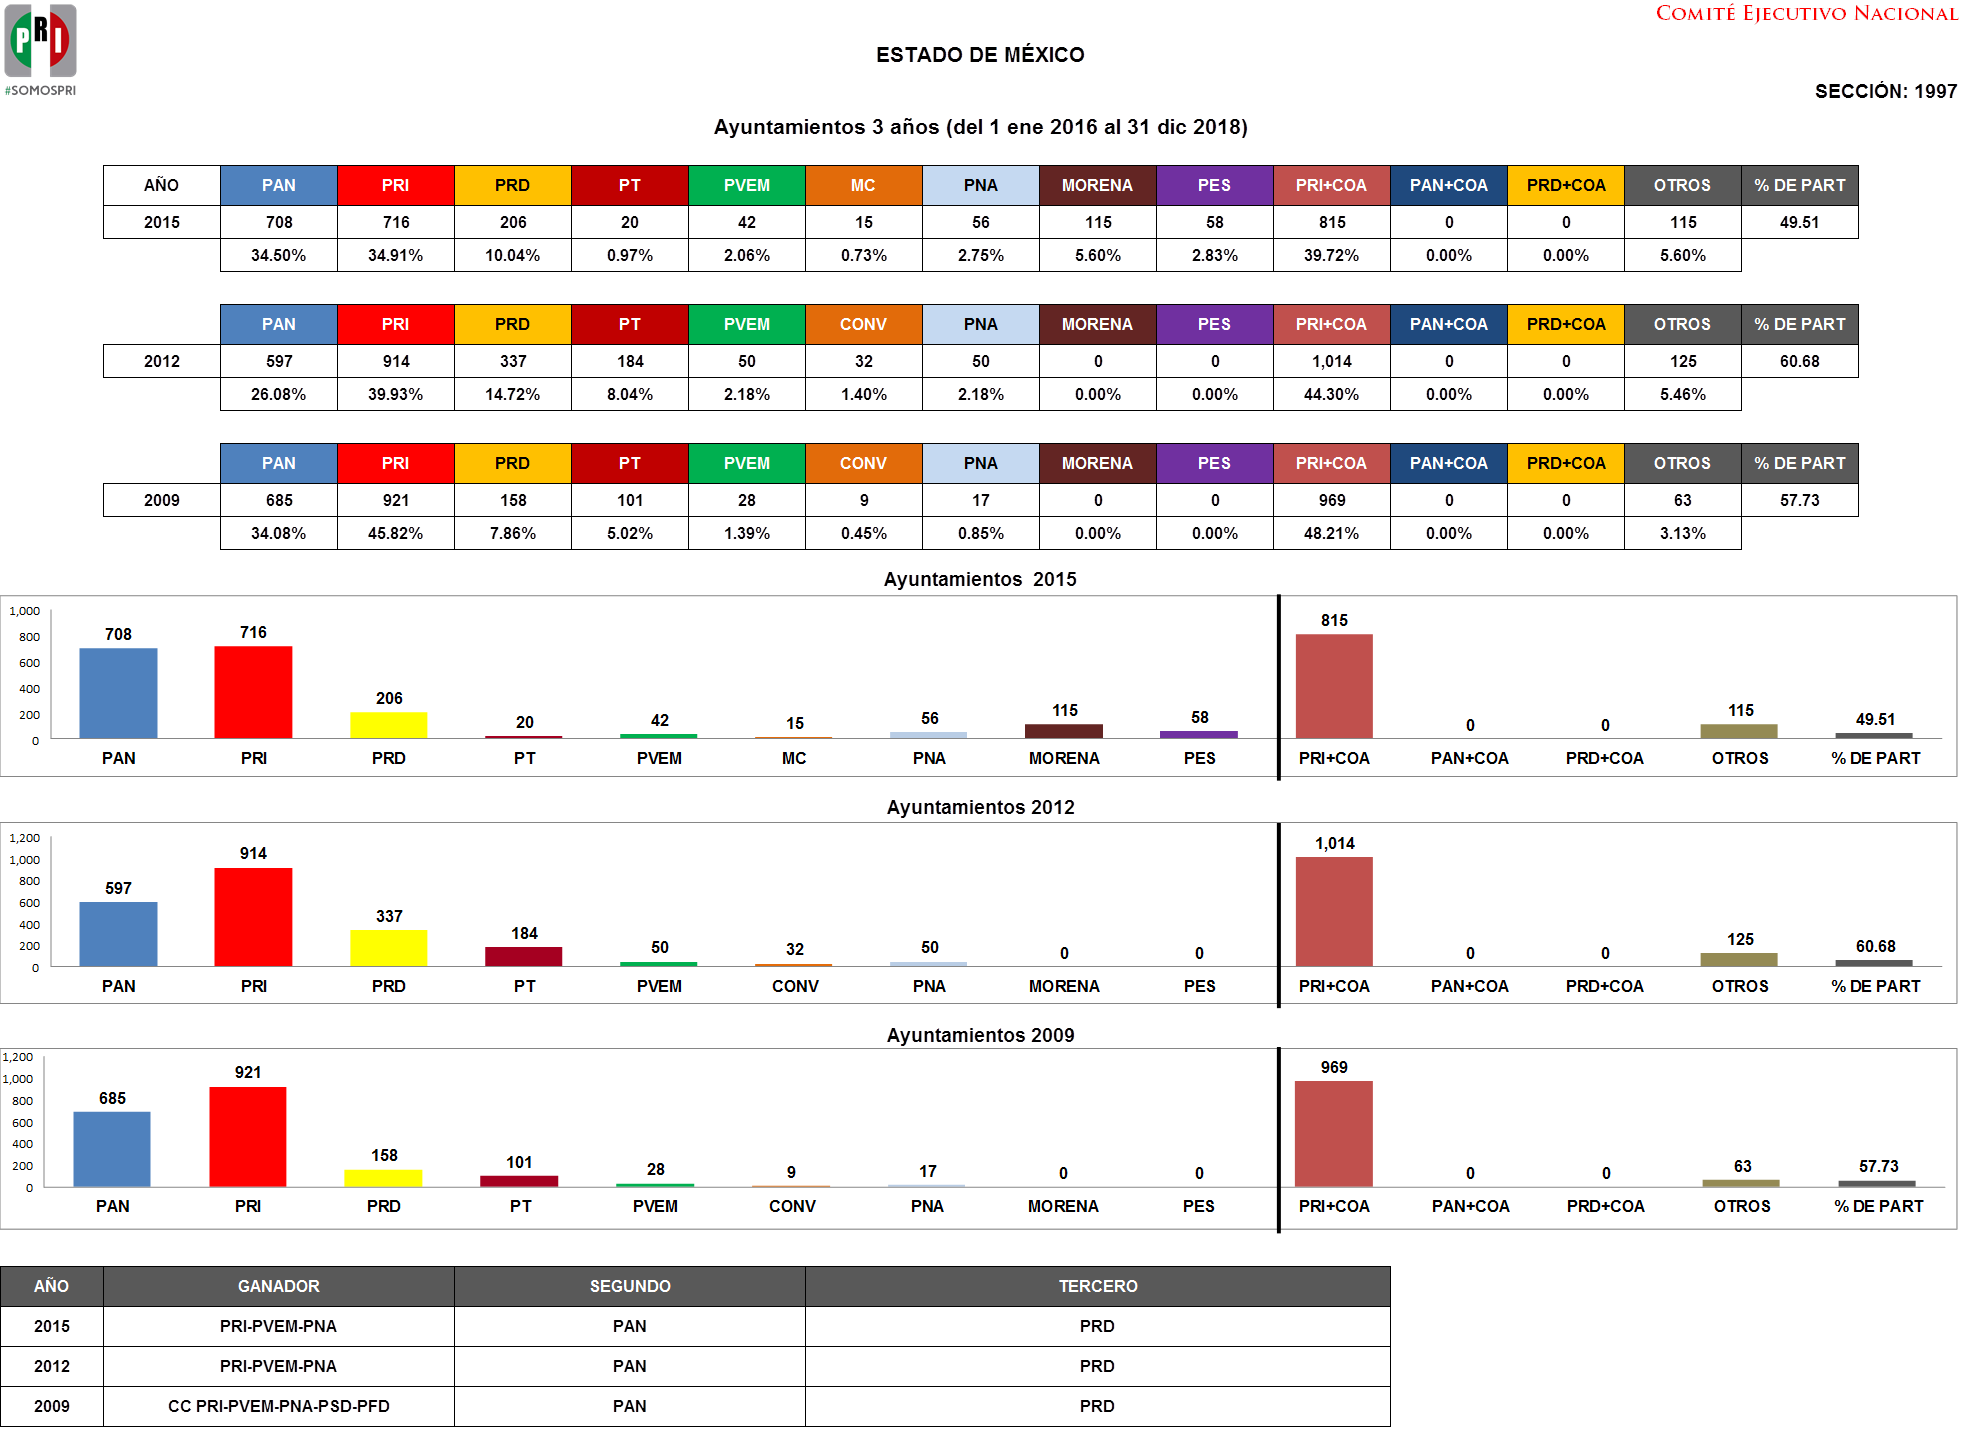 PRI
#SOMOSPRI
COMITÉ EJECUTIVO NACIONAL
ESTADO DE MÉXICO
SECCIÓN: 1997
Ayuntamientos 3 años (del 1 ene 2016 al 31 dic 2018)
AÑO PAN PRI PRD PT PVEM MC PNA MORENA PES PRI+COA PAN+COA PRD+COA OTROS % DE PART
2015 708 716 206 20 42 15 56 115 58 815 0 0 115 49.51
34.50% 34.91% 10.04% 0.97% 2.06% 0.73% 2.75% 5.60% 2.83% 39.72% 0.00% 0.00% 5.60%
PAN PRI PRD PT PVEM CONV PNA MORENA PES PRI+COA PAN+COA PRD+COA OTROS % DE PART
2012 597 914 337 184 50 32 50 0 0 1,014 0 0 125 60.68
26.08% 39.93% 14.72% 8.04% 2.18% 1.40% 2.18% 0.00% 0.00% 44.30% 0.00% 0.00% 5.46%
PAN PRI PRD PT PVEM CONV PNA MORENA PES PRI+COA PAN+COA PRD+COA OTROS % DE PART
2009 685 921 158 101 28 9 17 0 0 969 0 0 63 57.73
34.08% 45.82% 7.86% 5.02% 1.39% 0.45% 0.85% 0.00% 0.00% 48.21% 0.00% 0.00% 3.13%
Ayuntamientos 2015
1,000
800
600
400
200
0
708 716 206 20 42 15 56 115 58 815 0 0 115 49.51
PAN PRI PRD PT PVEM MC PNA MORENA PES PRI+COA PAN+COA PRD+COA OTROS % DE PART
Ayuntamientos 2012
1,200
1,000
800
600
400
200
0
597 914 337 184 50 32 50 0 0 1,014 0 0 125 60.68
PAN PRI PRD PT PVEM CONV PNA MORENA PES PRI+COA PAN+COA PRD+COA OTROS % DE PART
Ayuntamientos 2009
1,200
1,000
800
600
400
200
0
685 921 158 101 28 9 17 0 0 969 0 0 63 57.73
PAN PRI PRD PT PVEM CONV PNA MORENA PES PRI+COA PAN+COA PRD+COA OTROS % DE PART
AÑO GANADOR SEGUNDO TERCERO
2015 PRI-PVEM-PNA PAN PRD
2012 PRI-PVEM-PNA PAN PRD
2009 CC PRI-PVEM-PNA-PSD-PFD PAN PRD